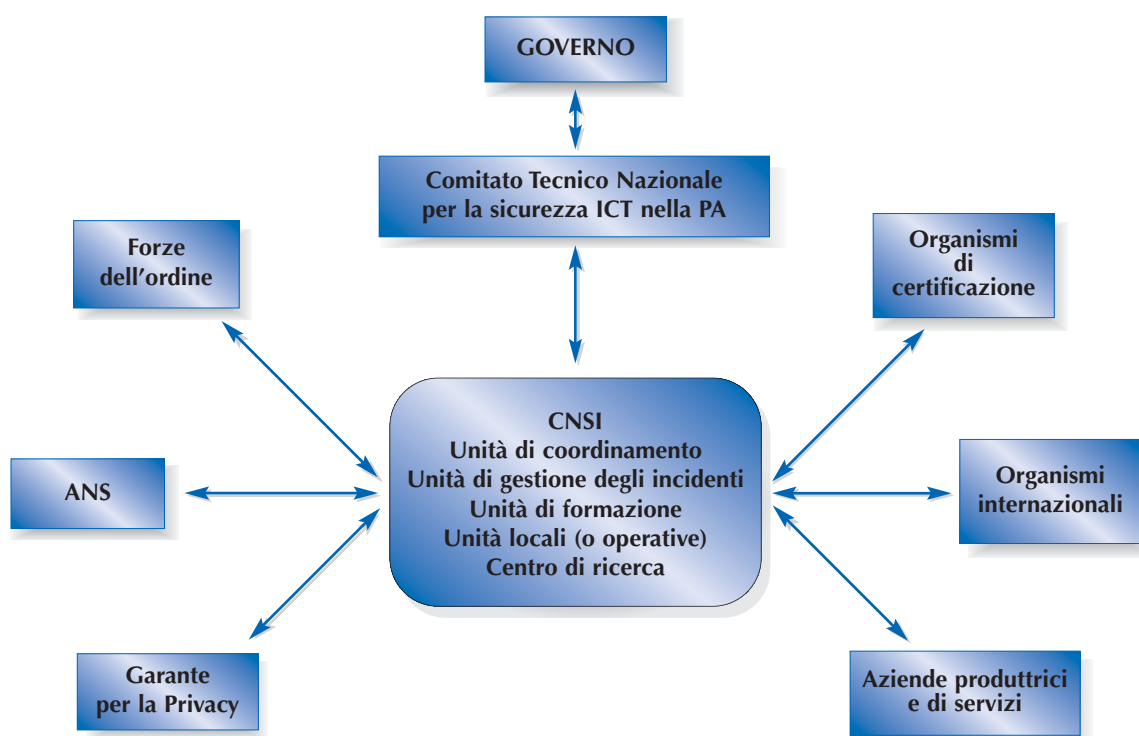 GOVERNO
Comitato Tecnico Nazionale
per la sicurezza ICT nella PA
Forze
dell'ordine
Organismi
di
certificazione
CNSI
Unità di coordinamento
Unità di gestione degli incidenti
Unità di formazione
Unità locali (o operative)
Centro di ricerca
ANS
Organismi
internazionali
Garante
per la Privacy
Aziende produttrici
e di servizi